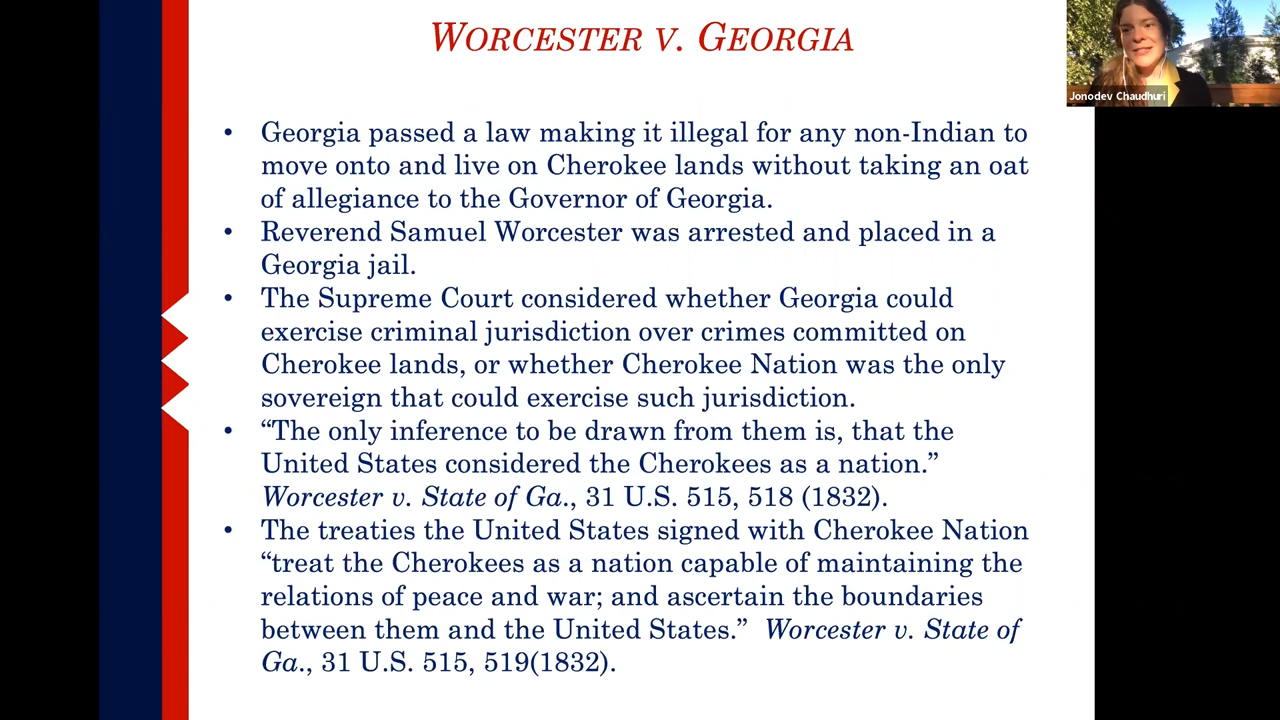 WORCESTER V. GEORGIA
Jonodev Chaudhuri
• Georgia passed a law making it illegal for any non-Indian to
move onto and live on Cherokee lands without taking an oat
of allegiance to the Governor of Georgia.
• Reverend Samuel Worcester was arrested and placed in a
Georgia jail.
• The Supreme Court considered whether Georgia could
exercise criminal jurisdiction over crimes committed on
Cherokee lands, or whether Cherokee Nation was the only
sovereign that could exercise such jurisdiction.
• “The only inference to be drawn from them is, that the
United States considered the Cherokees as a nation.”
Worcester v. State of Ga., 31 U.S. 515, 518 (1832).
• The treaties the United States signed with Cherokee Nation
“treat the Cherokees as a nation capable of maintaining the
relations of peace and war; and ascertain the boundaries
between them and the United States.” Worcester v. State of
Ga., 31 U.S. 515, 519(1832).